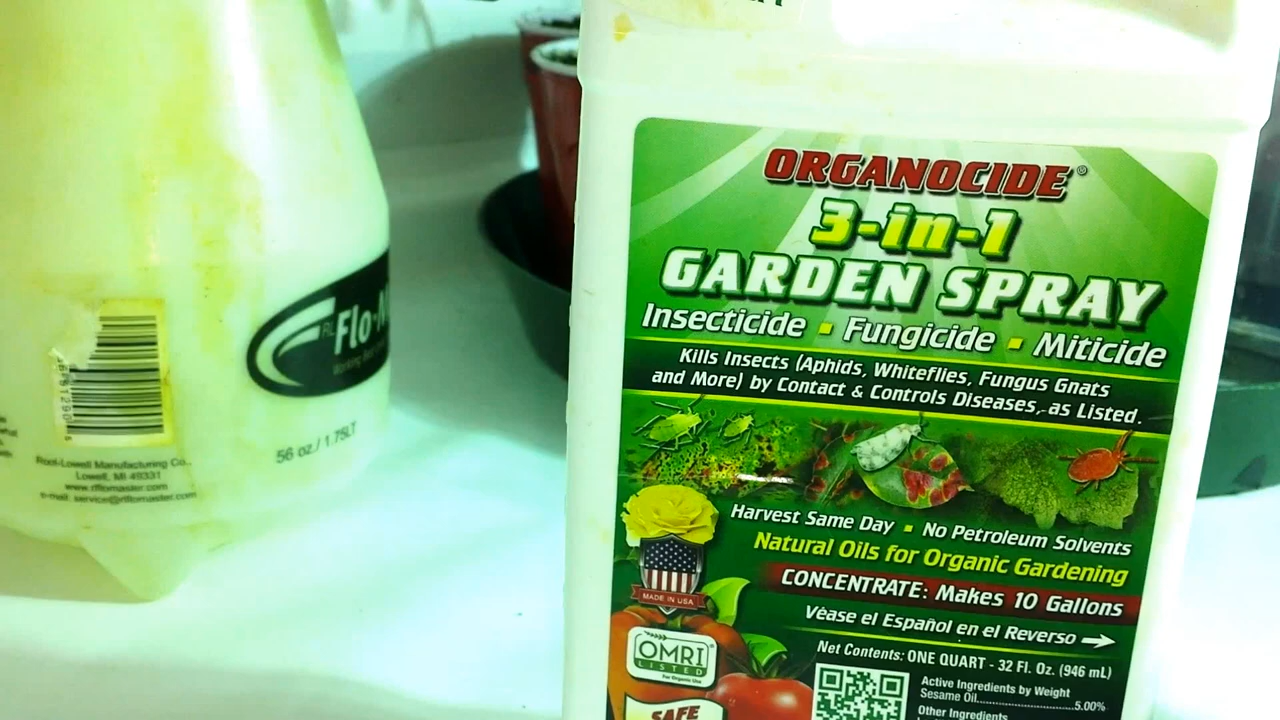 ORGANOCIDE®
3-in-1
GARDEN SPRAY
Insecticide ▪ Fungicide ▪ Miticide
Kills Insects (Aphids, Whiteflies, Fungus Gnats
and More) by Contact & Controls Diseases, as Listed.
Harvest Same Day ▪ No Petroleum Solvents
Natural Oils for Organic Gardening
CONCENTRATE: Makes 10 Gallons
Véase el Español en el Reverso
MADE IN USA
OMRI
LISTED
For Organic Use
SAFE
Net Contents: ONE QUART - 32 Fl. Oz. (946 mL)
Active Ingredients by Weight
Sesame Oil 5.00%
Other Ingredients
RL Flo-M
56 oz./1.75LT
Root-Lowell Manufacturing Co.
Lowell, MI 49331
www.rlflomaster.com
e-mail: service@rlflomaster.com